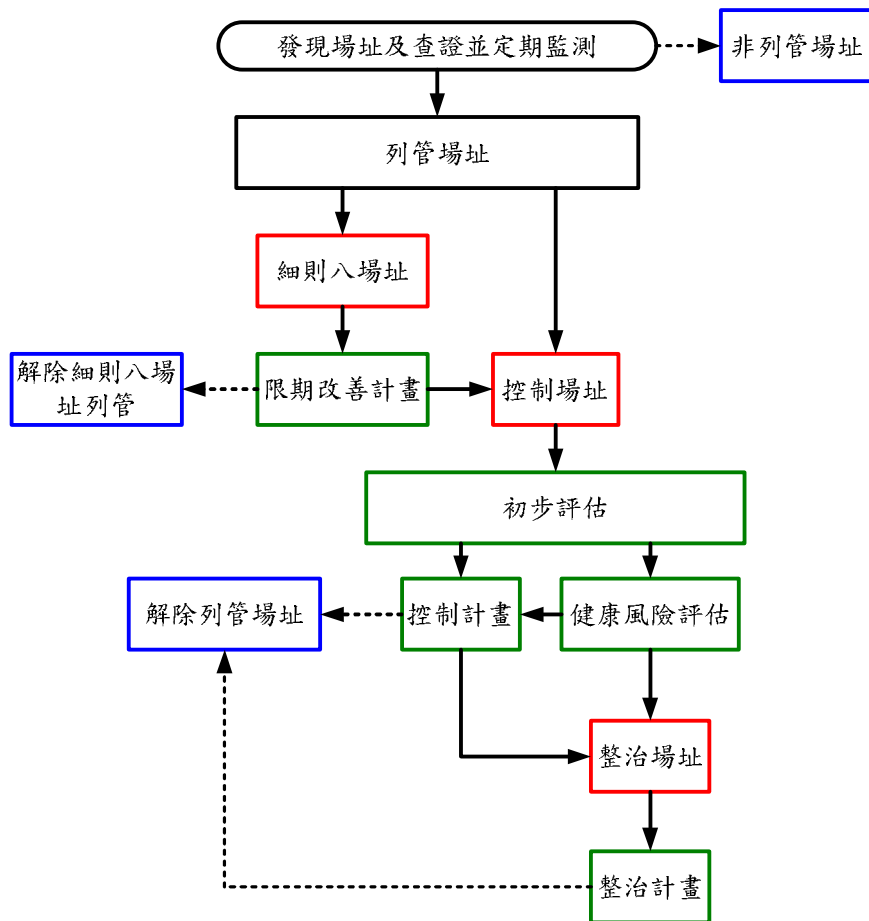 發現場址及查證並定期監測
非列管場址
列管場址
細則八場址
解除細則八場
址列管
限期改善計畫
控制場址
初步評估
解除列管場址
控制計畫
健康風險評估
整治場址
整治計畫